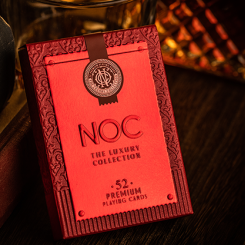 NOC
THE LUXURY
COLLECTION
·52·
PREMIUM
PLAYING CARDS